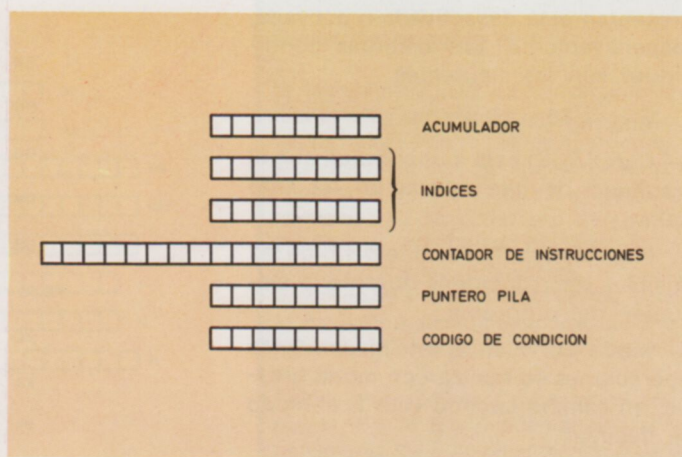 ACUMULADOR
INDICES
CONTADOR DE INSTRUCCIONES
PUNTERO PILA
CODIGO DE CONDICION